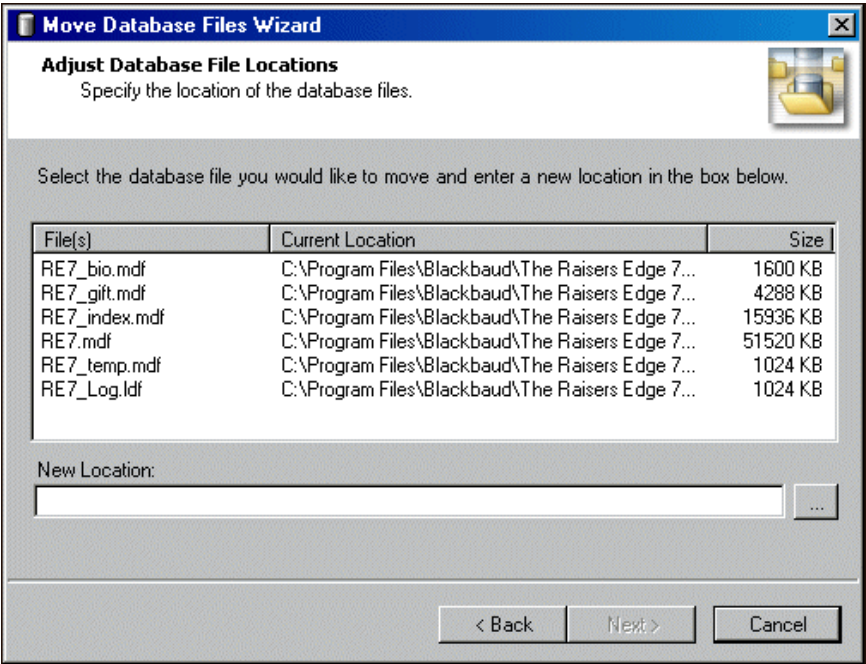 Move Database Files Wizard
Adjust Database File Locations
Specify the location of the database files.
Select the database file you would like to move and enter a new location in the box below.
File(s) Current Location Size
RE7_bio.mdf C:\Program Files\Blackbaud\The Raisers Edge 7... 1600 KB
RE7_gift.mdf C:\Program Files\Blackbaud\The Raisers Edge 7... 4288 KB
RE7_index.mdf C:\Program Files\Blackbaud\The Raisers Edge 7... 15936 KB
RE7.mdf C:\Program Files\Blackbaud\The Raisers Edge 7... 51520 KB
RE7_temp.mdf C:\Program Files\Blackbaud\The Raisers Edge 7... 1024 KB
RE7_Log.ldf C:\Program Files\Blackbaud\The Raisers Edge 7... 1024 KB
New Location:
...
< Back Next > Cancel